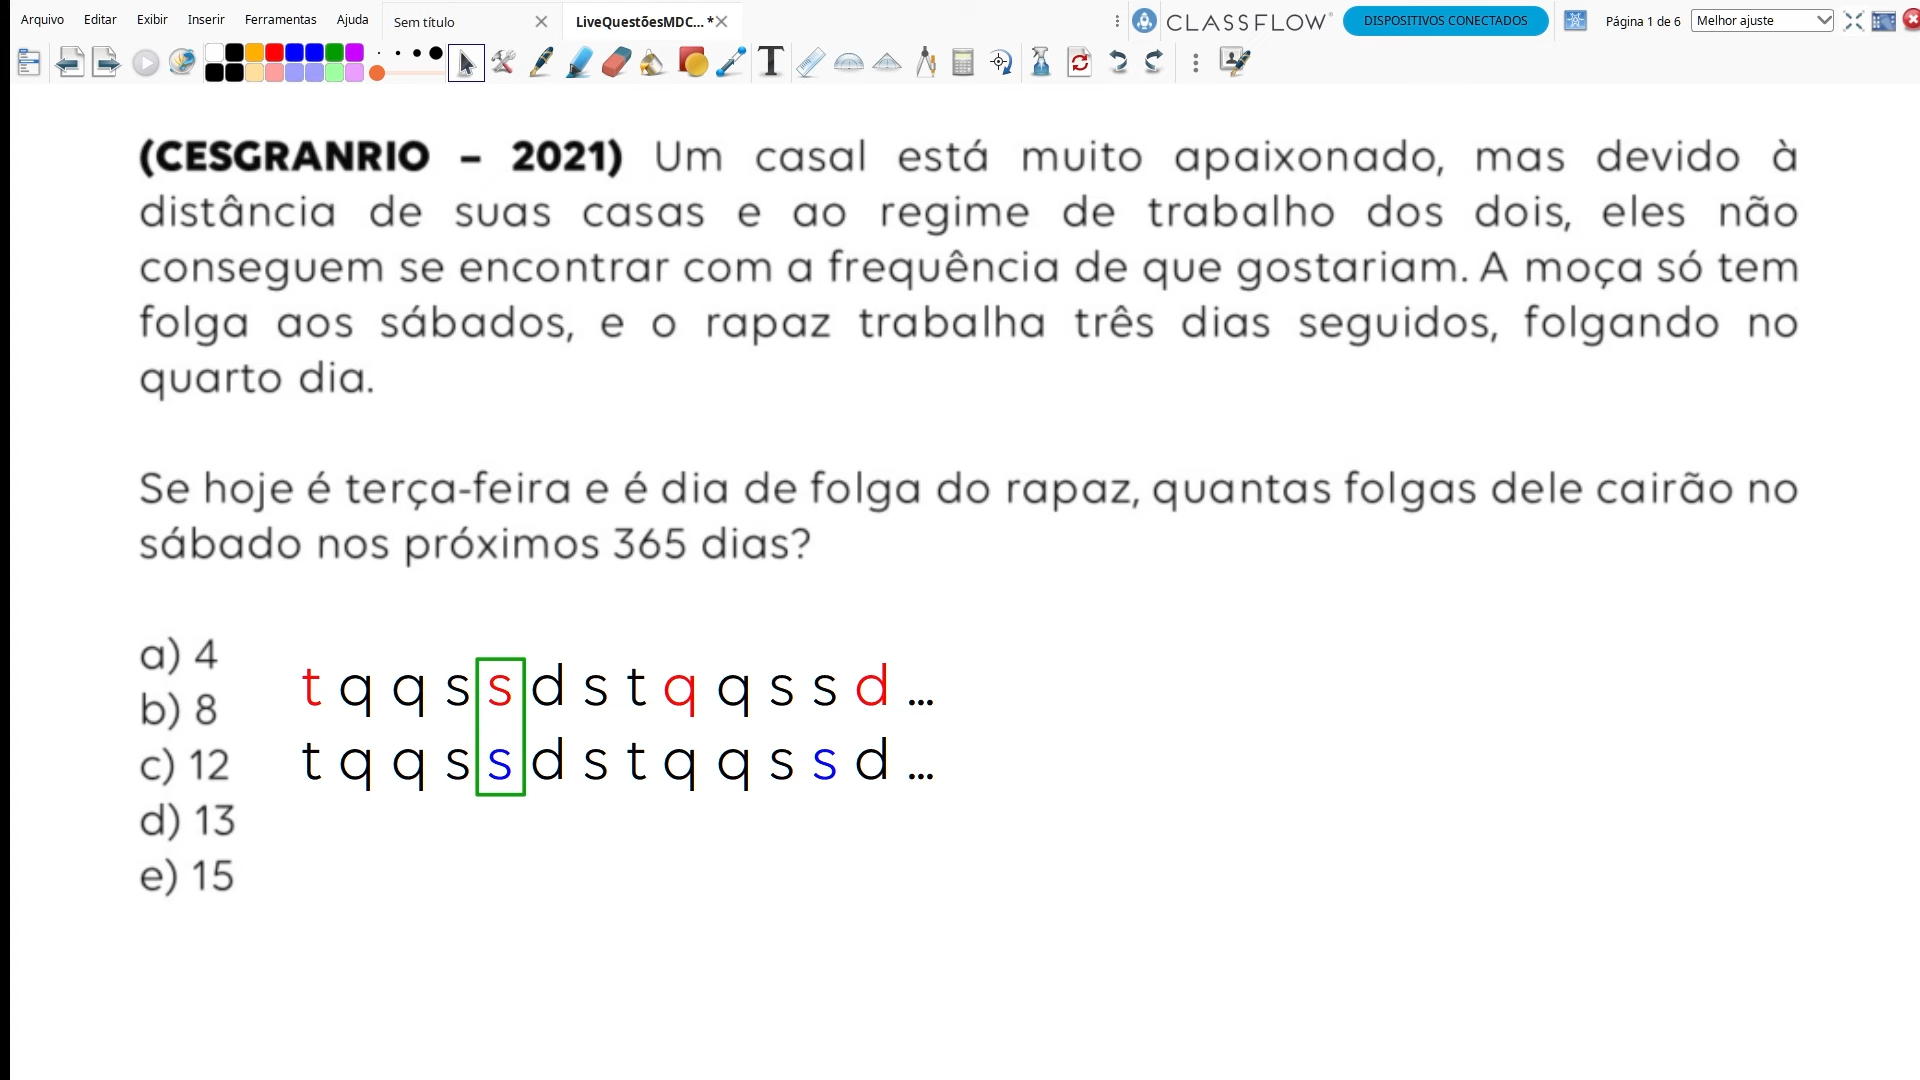 Arquivo Editar Exibir Inserir Ferramentas Ajuda Sem título LiveQuestõesMDC... * CLASSFLOW DISPOSITIVOS CONECTADOS Página 1 de 6 Melhor ajuste
(CESGRANRIO - 2021) Um casal está muito apaixonado, mas devido à
distância de suas casas e ao regime de trabalho dos dois, eles não
conseguem se encontrar com a frequência de que gostariam. A moça só tem
folga aos sábados, e o rapaz trabalha três dias seguidos, folgando no
quarto dia.
Se hoje é terça-feira e é dia de folga do rapaz, quantas folgas dele cairão no
sábado nos próximos 365 dias?
a) 4
b) 8
c) 12
d) 13
e) 15
t q q s s d s t q q s s d ...
t q q s s d s t q q s s d ...